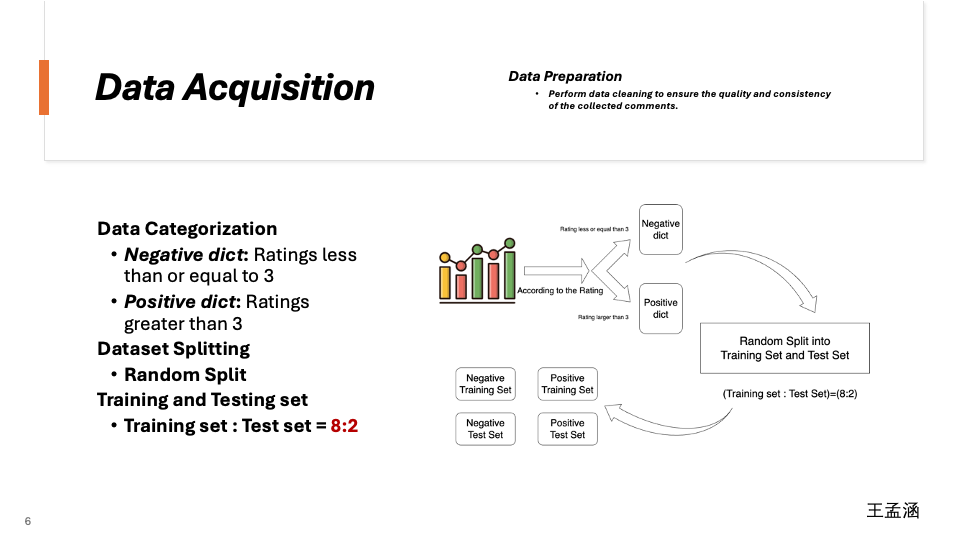 Data Acquisition
Data Preparation
• Perform data cleaning to ensure the quality and consistency
of the collected comments.
Data Categorization
• Negative dict: Ratings less
than or equal to 3
• Positive dict: Ratings
greater than 3
Dataset Splitting
• Random Split
Training and Testing set
• Training set : Test set = 8:2
Rating less or equal than 3
Negative
dict
According to the Rating
Rating larger than 3
Positive
dict
Random Split into
Training Set and Test Set
(Training set : Test Set)=(8:2)
Negative
Training Set
Positive
Training Set
Negative
Test Set
Positive
Test Set
王孟涵
6